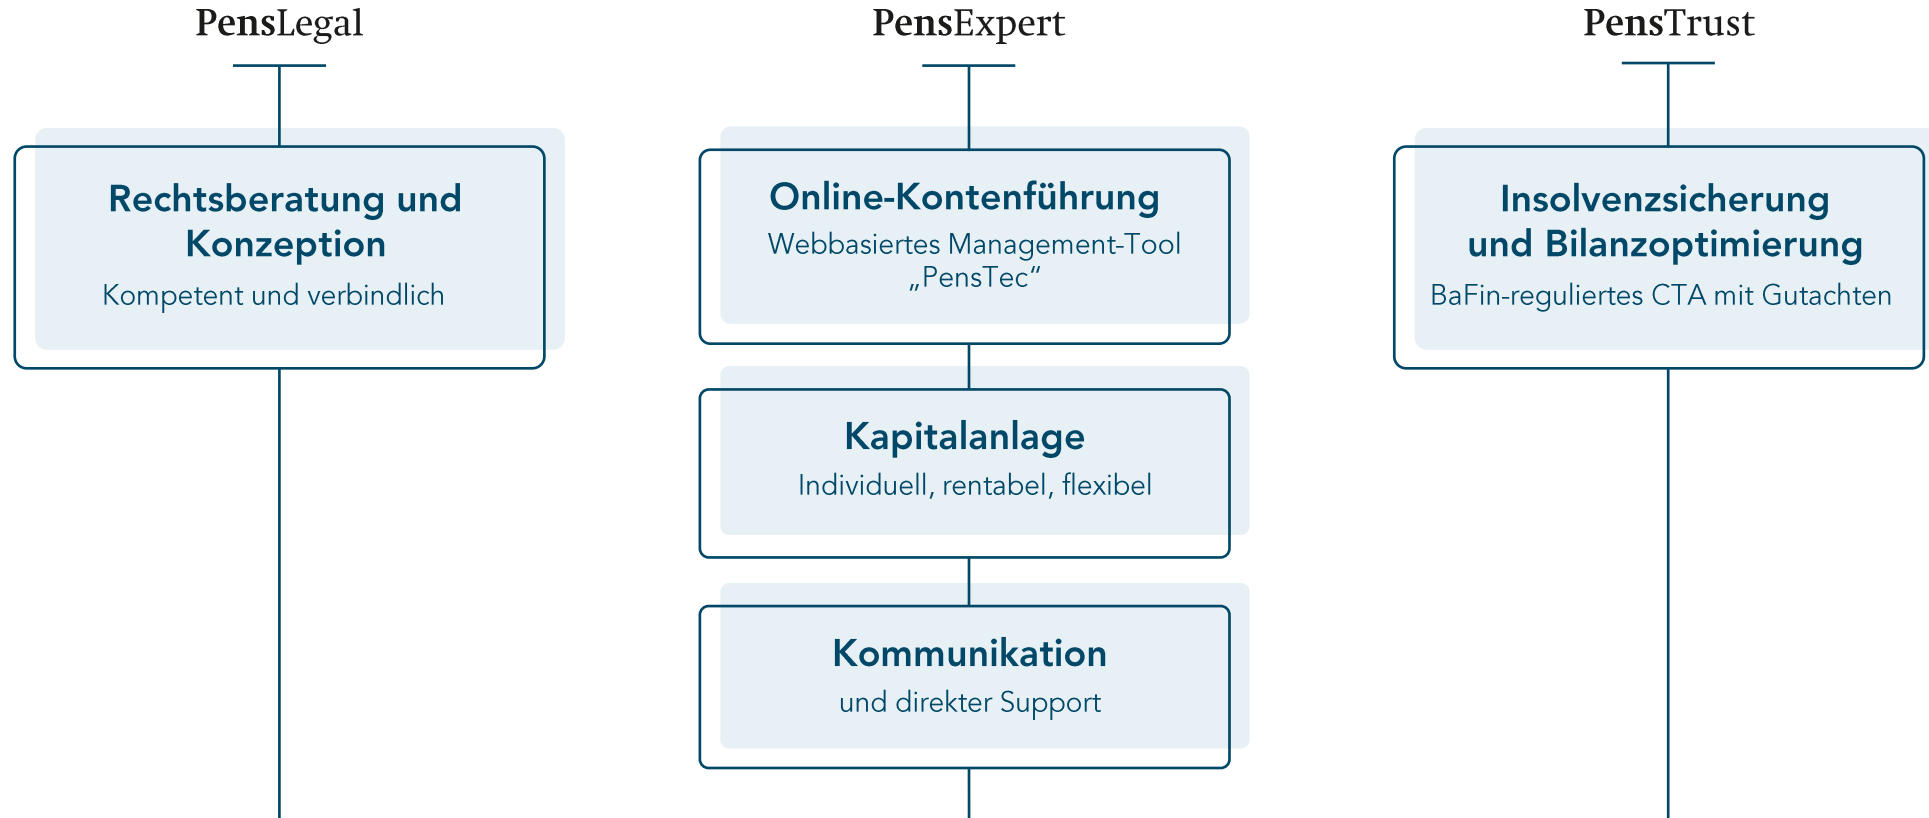 PensLegal
Rechtsberatung und
Konzeption
Kompetent und verbindlich
PensExpert
Online-Kontenführung
Webbasiertes Management-Tool
„PensTec“
Kapitalanlage
Individuell, rentabel, flexibel
Kommunikation
und direkter Support
PensTrust
Insolvenzsicherung
und Bilanzoptimierung
BaFin-reguliertes CTA mit Gutachten